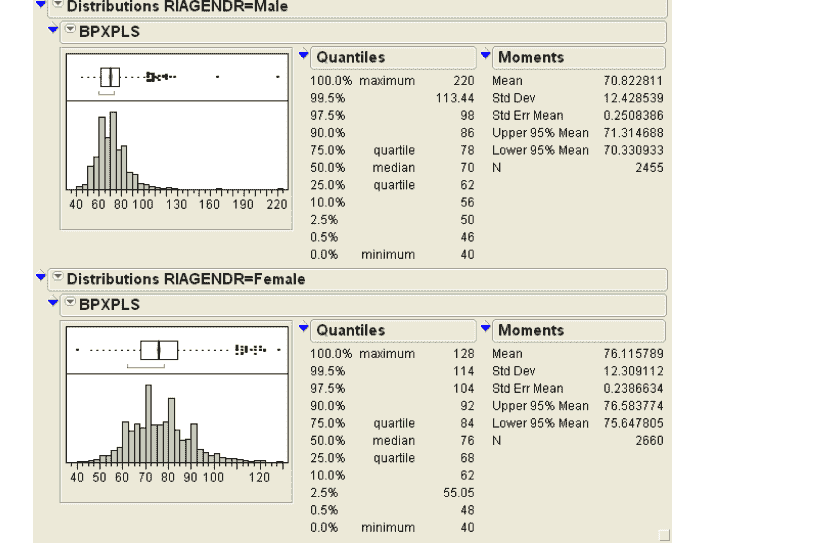 Distributions RIAGENDR=Male
BPXPLS
Quantiles
100.0% maximum 220
99.5% 113.44
97.5% 98
90.0% 86
75.0% quartile 78
50.0% median 70
25.0% quartile 62
10.0% 56
2.5% 50
0.5% 46
0.0% minimum 40
Moments
Mean 70.822811
Std Dev 12.428539
Std Err Mean 0.2508386
Upper 95% Mean 71.314688
Lower 95% Mean 70.330933
N 2455
40 60 80 100 130 160 190 220
Distributions RIAGENDR=Female
BPXPLS
Quantiles
100.0% maximum 128
99.5% 114
97.5% 104
90.0% 92
75.0% quartile 84
50.0% median 76
25.0% quartile 68
10.0% 62
2.5% 55.05
0.5% 48
0.0% minimum 40
Moments
Mean 76.115789
Std Dev 12.309112
Std Err Mean 0.2386634
Upper 95% Mean 76.583774
Lower 95% Mean 75.647805
N 2660
40 50 60 70 80 90 100 120